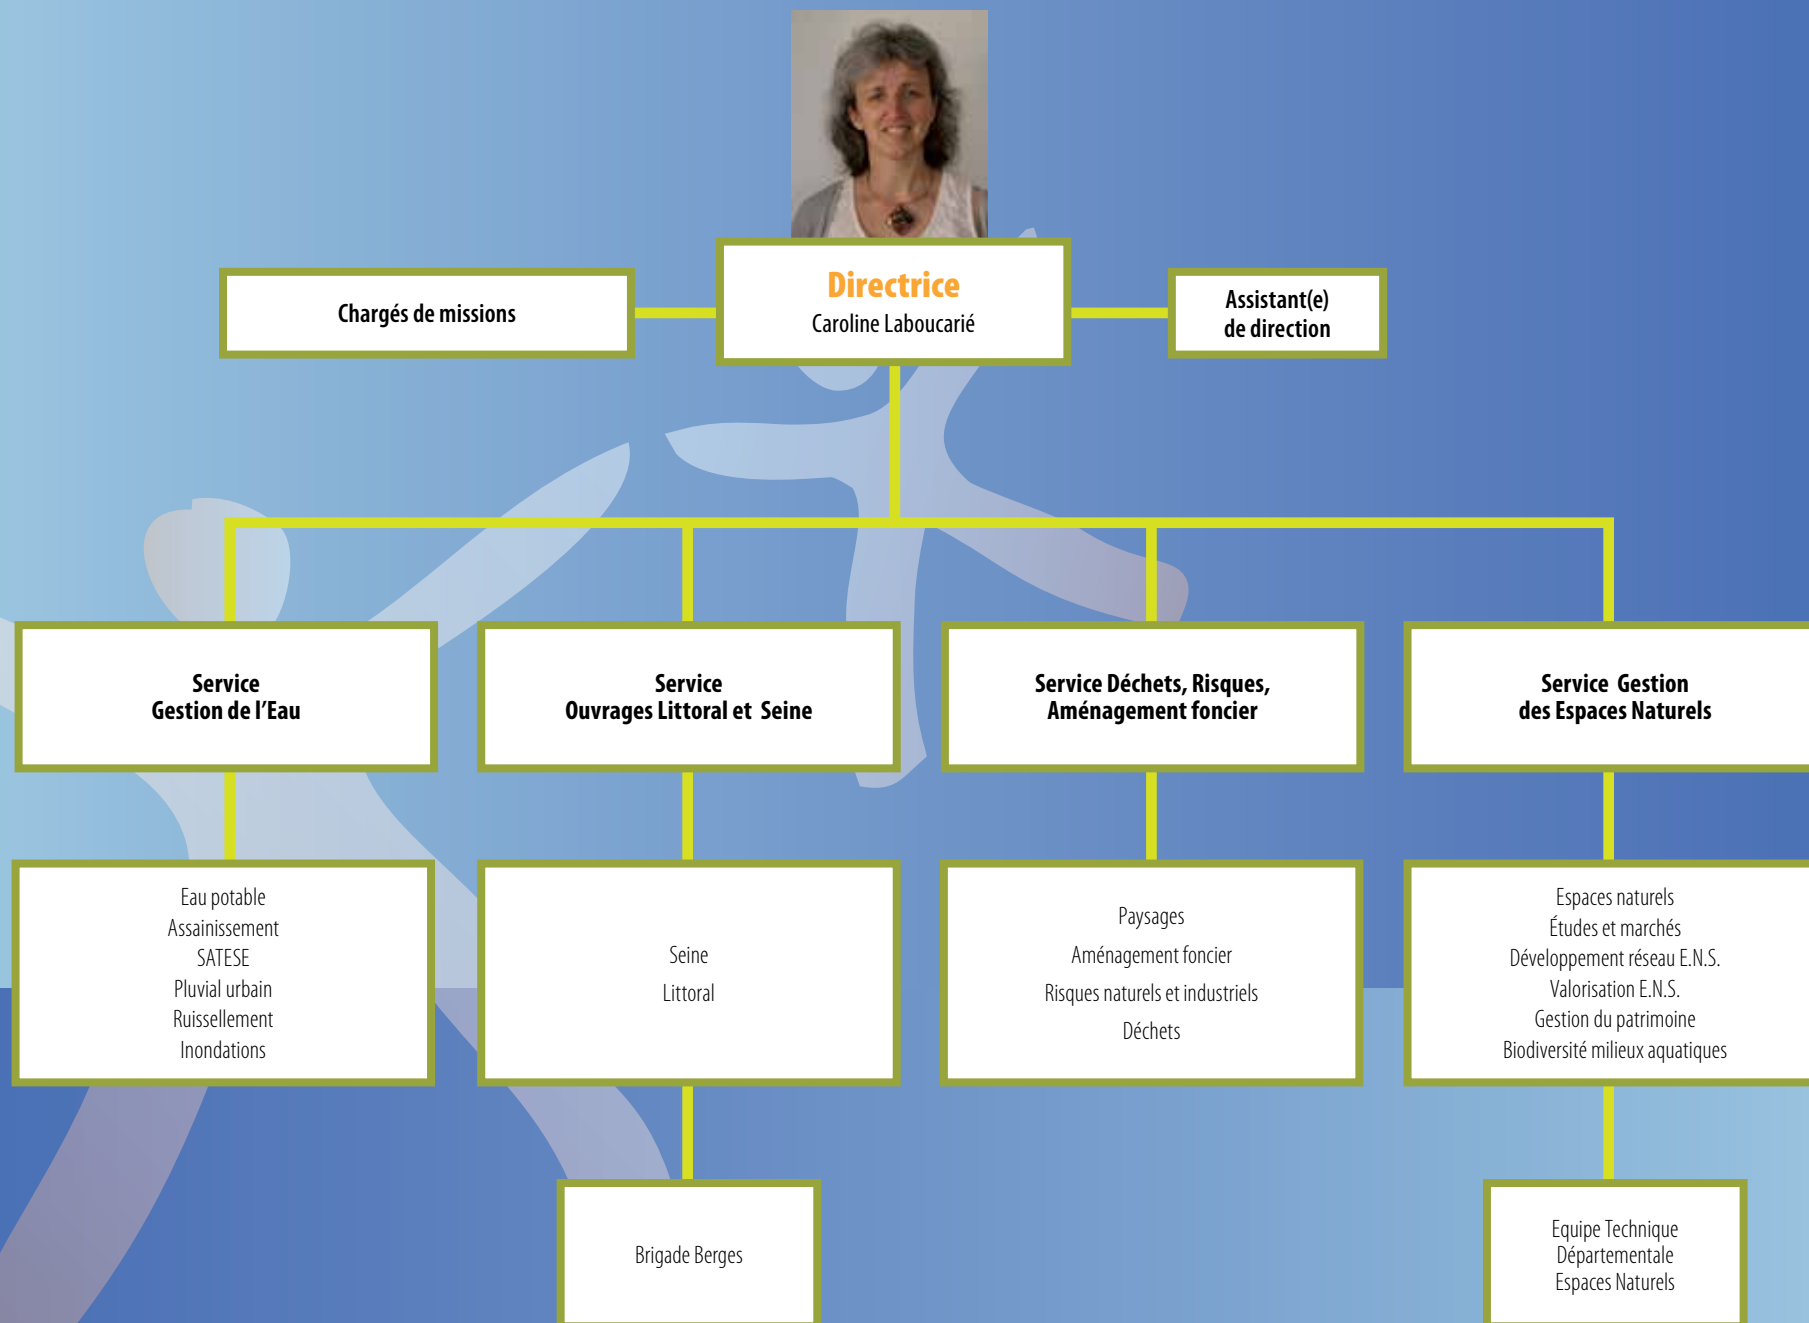 Directrice
Caroline Laboucarié
Chargés de missions
Assistant(e)
de direction
Service
Gestion de l'Eau
Service
Ouvrages Littoral et Seine
Service Déchets, Risques,
Aménagement foncier
Service Gestion
des Espaces Naturels
Eau potable
Assainissement
SATESE
Pluvial urbain
Ruissellement
Inondations
Seine
Littoral
Paysages
Aménagement foncier
Risques naturels et industriels
Déchets
Espaces naturels
Études et marchés
Développement réseau E.N.S.
Valorisation E.N.S.
Gestion du patrimoine
Biodiversité milieux aquatiques
Brigade Berges
Equipe Technique
Départementale
Espaces Naturels